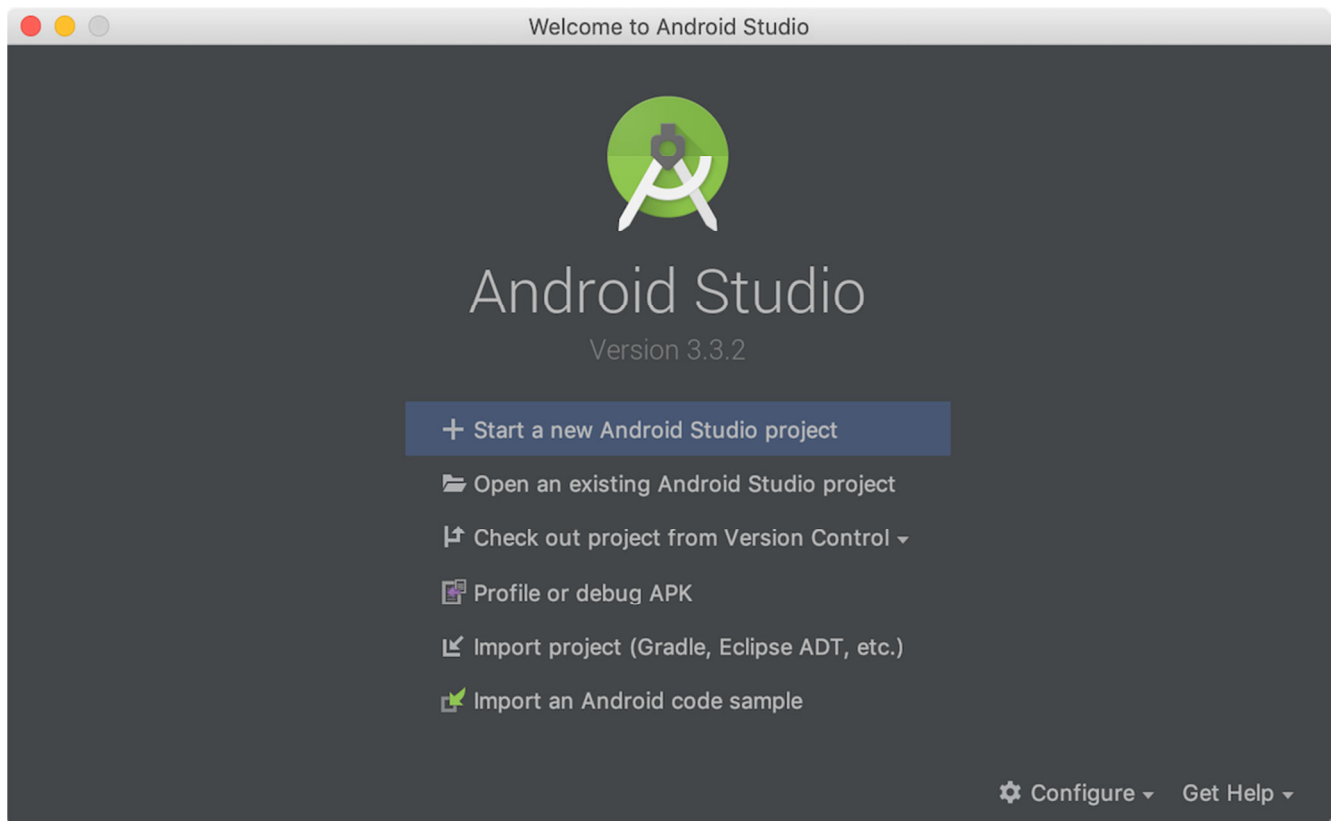 Welcome to Android Studio
Android Studio
Version 3.3.2
Start a new Android Studio project
Open an existing Android Studio project
Check out project from Version Control
Profile or debug APK
Import project (Gradle, Eclipse ADT, etc.)
Import an Android code sample
Configure Get Help